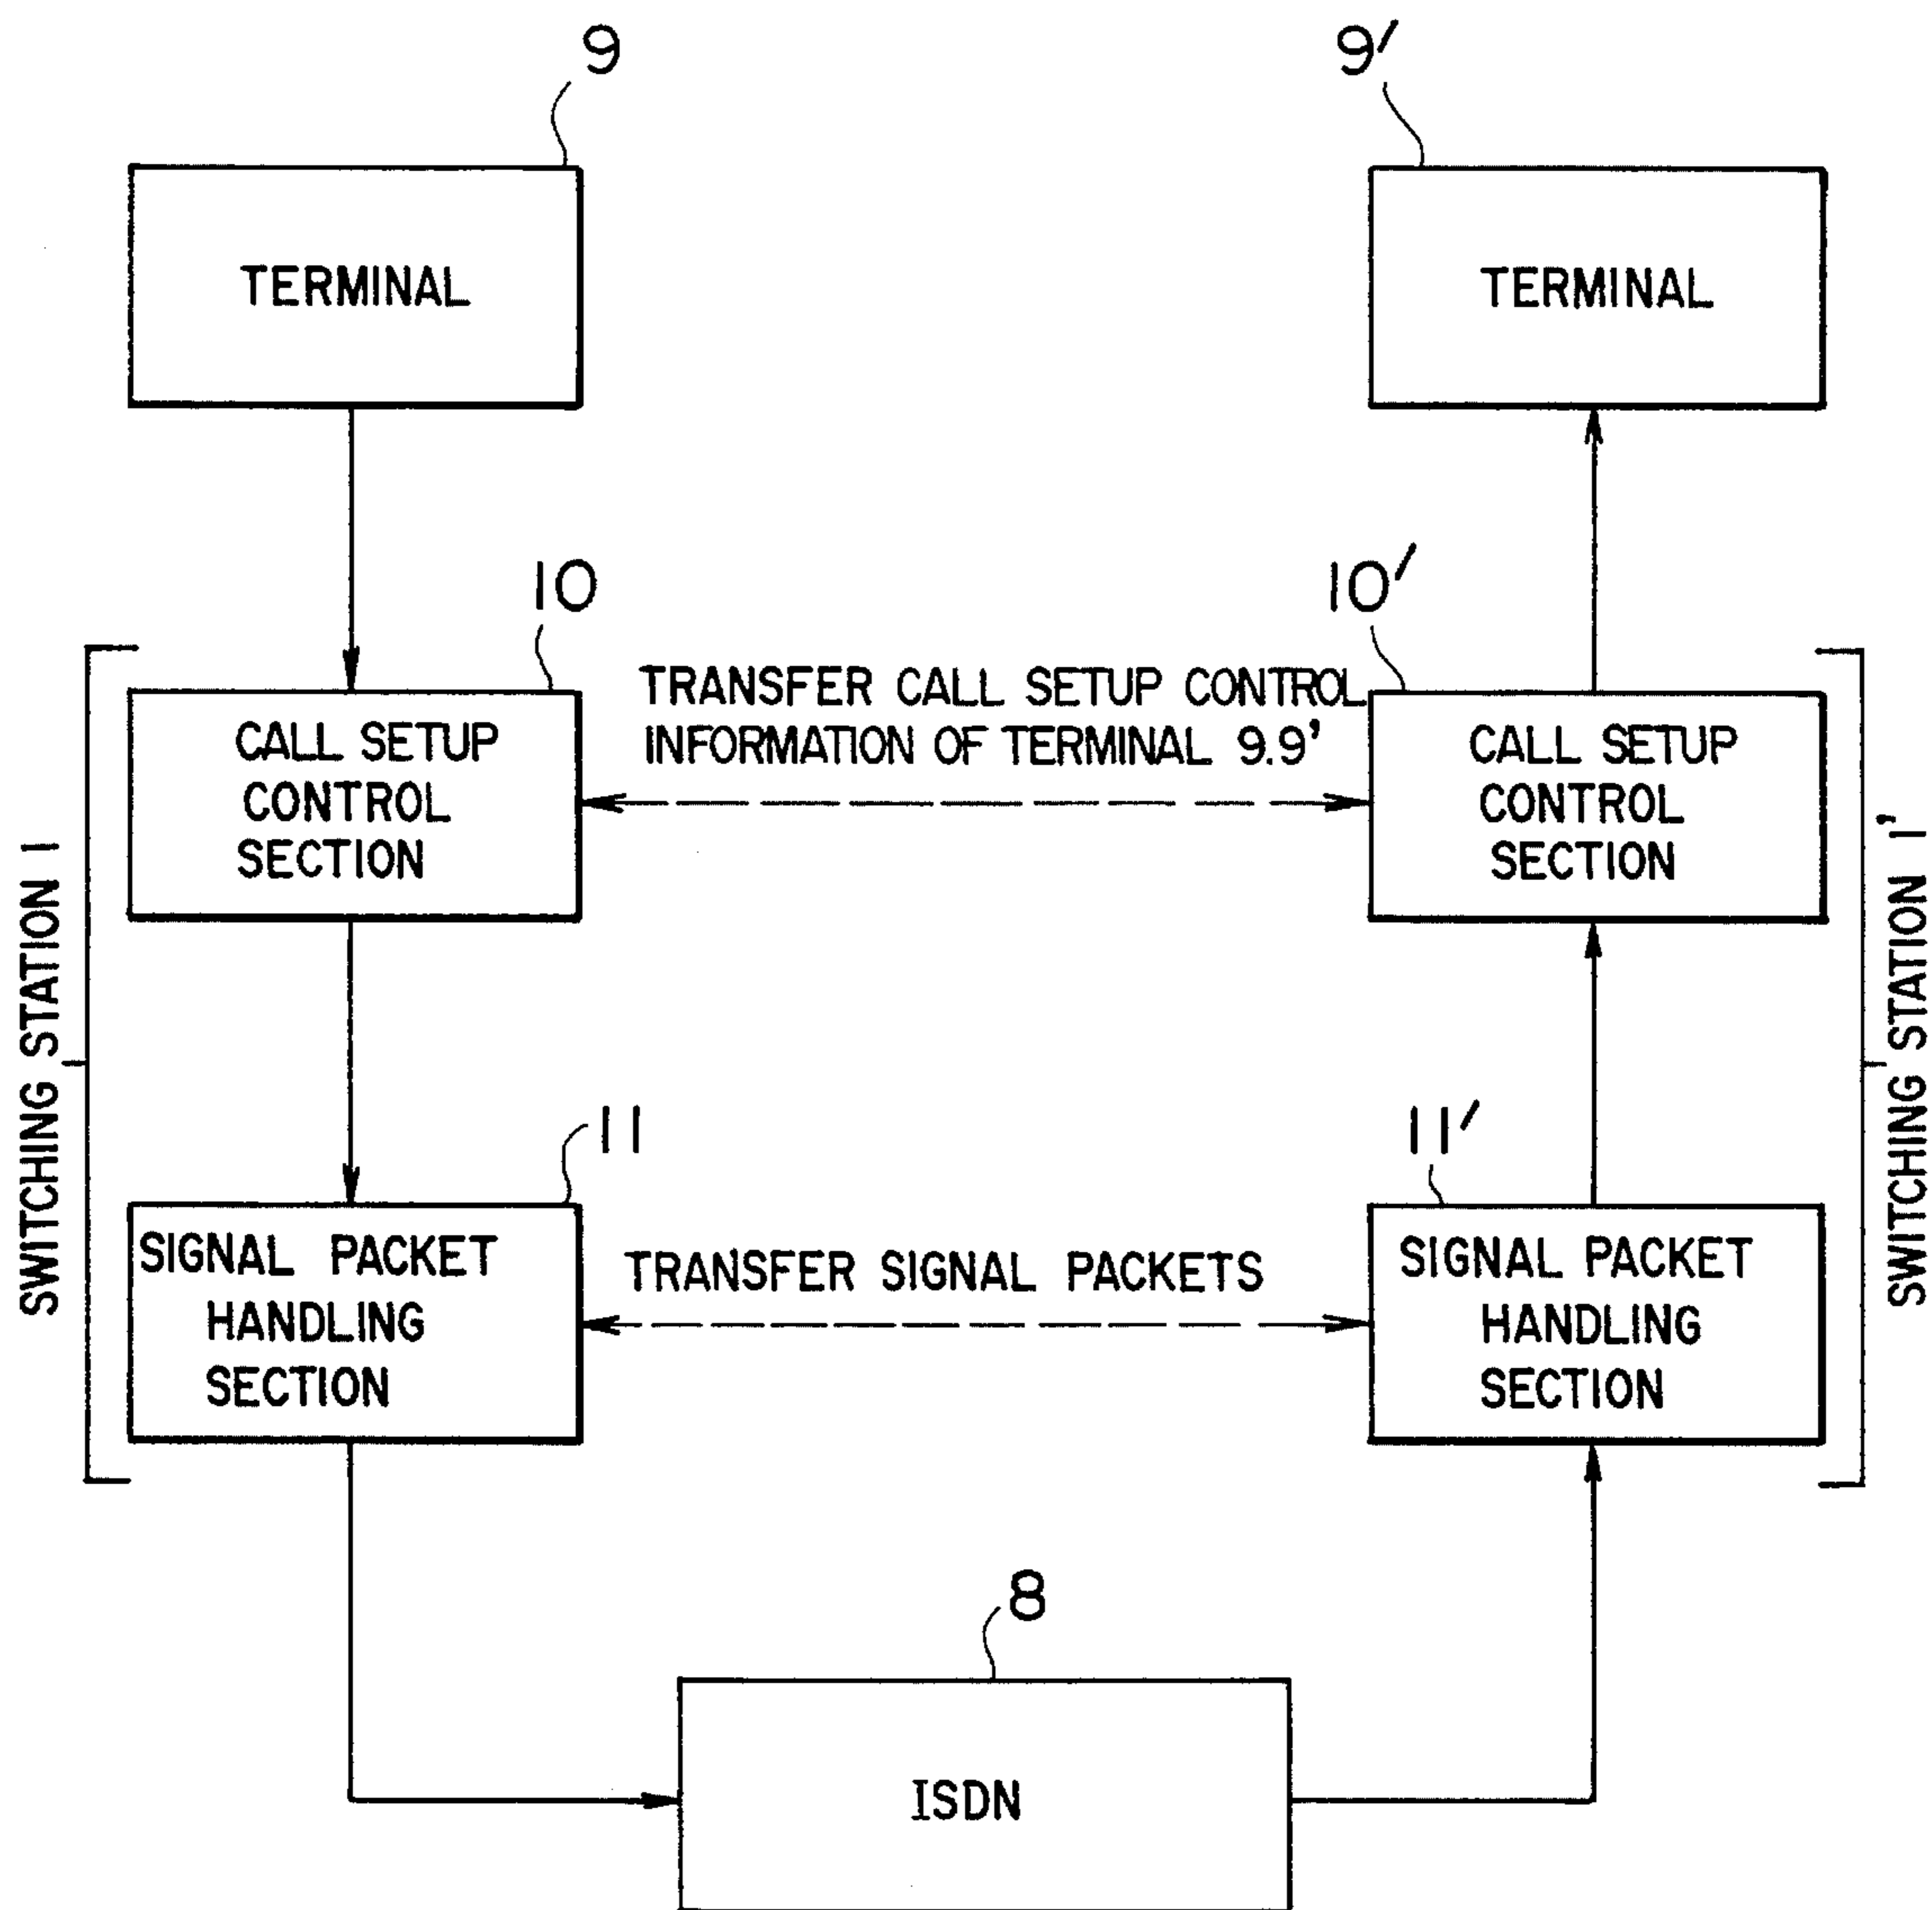 9
9'
TERMINAL
TERMINAL
10
10'
TRANSFER CALL SETUP CONTROL
INFORMATION OF TERMINAL 9.9'
CALL SETUP
CONTROL
SECTION
CALL SETUP
CONTROL
SECTION
SWITCHING STATION 1
SWITCHING STATION 1'
11
11'
SIGNAL PACKET
HANDLING
SECTION
TRANSFER SIGNAL PACKETS
SIGNAL PACKET
HANDLING
SECTION
8
ISDN